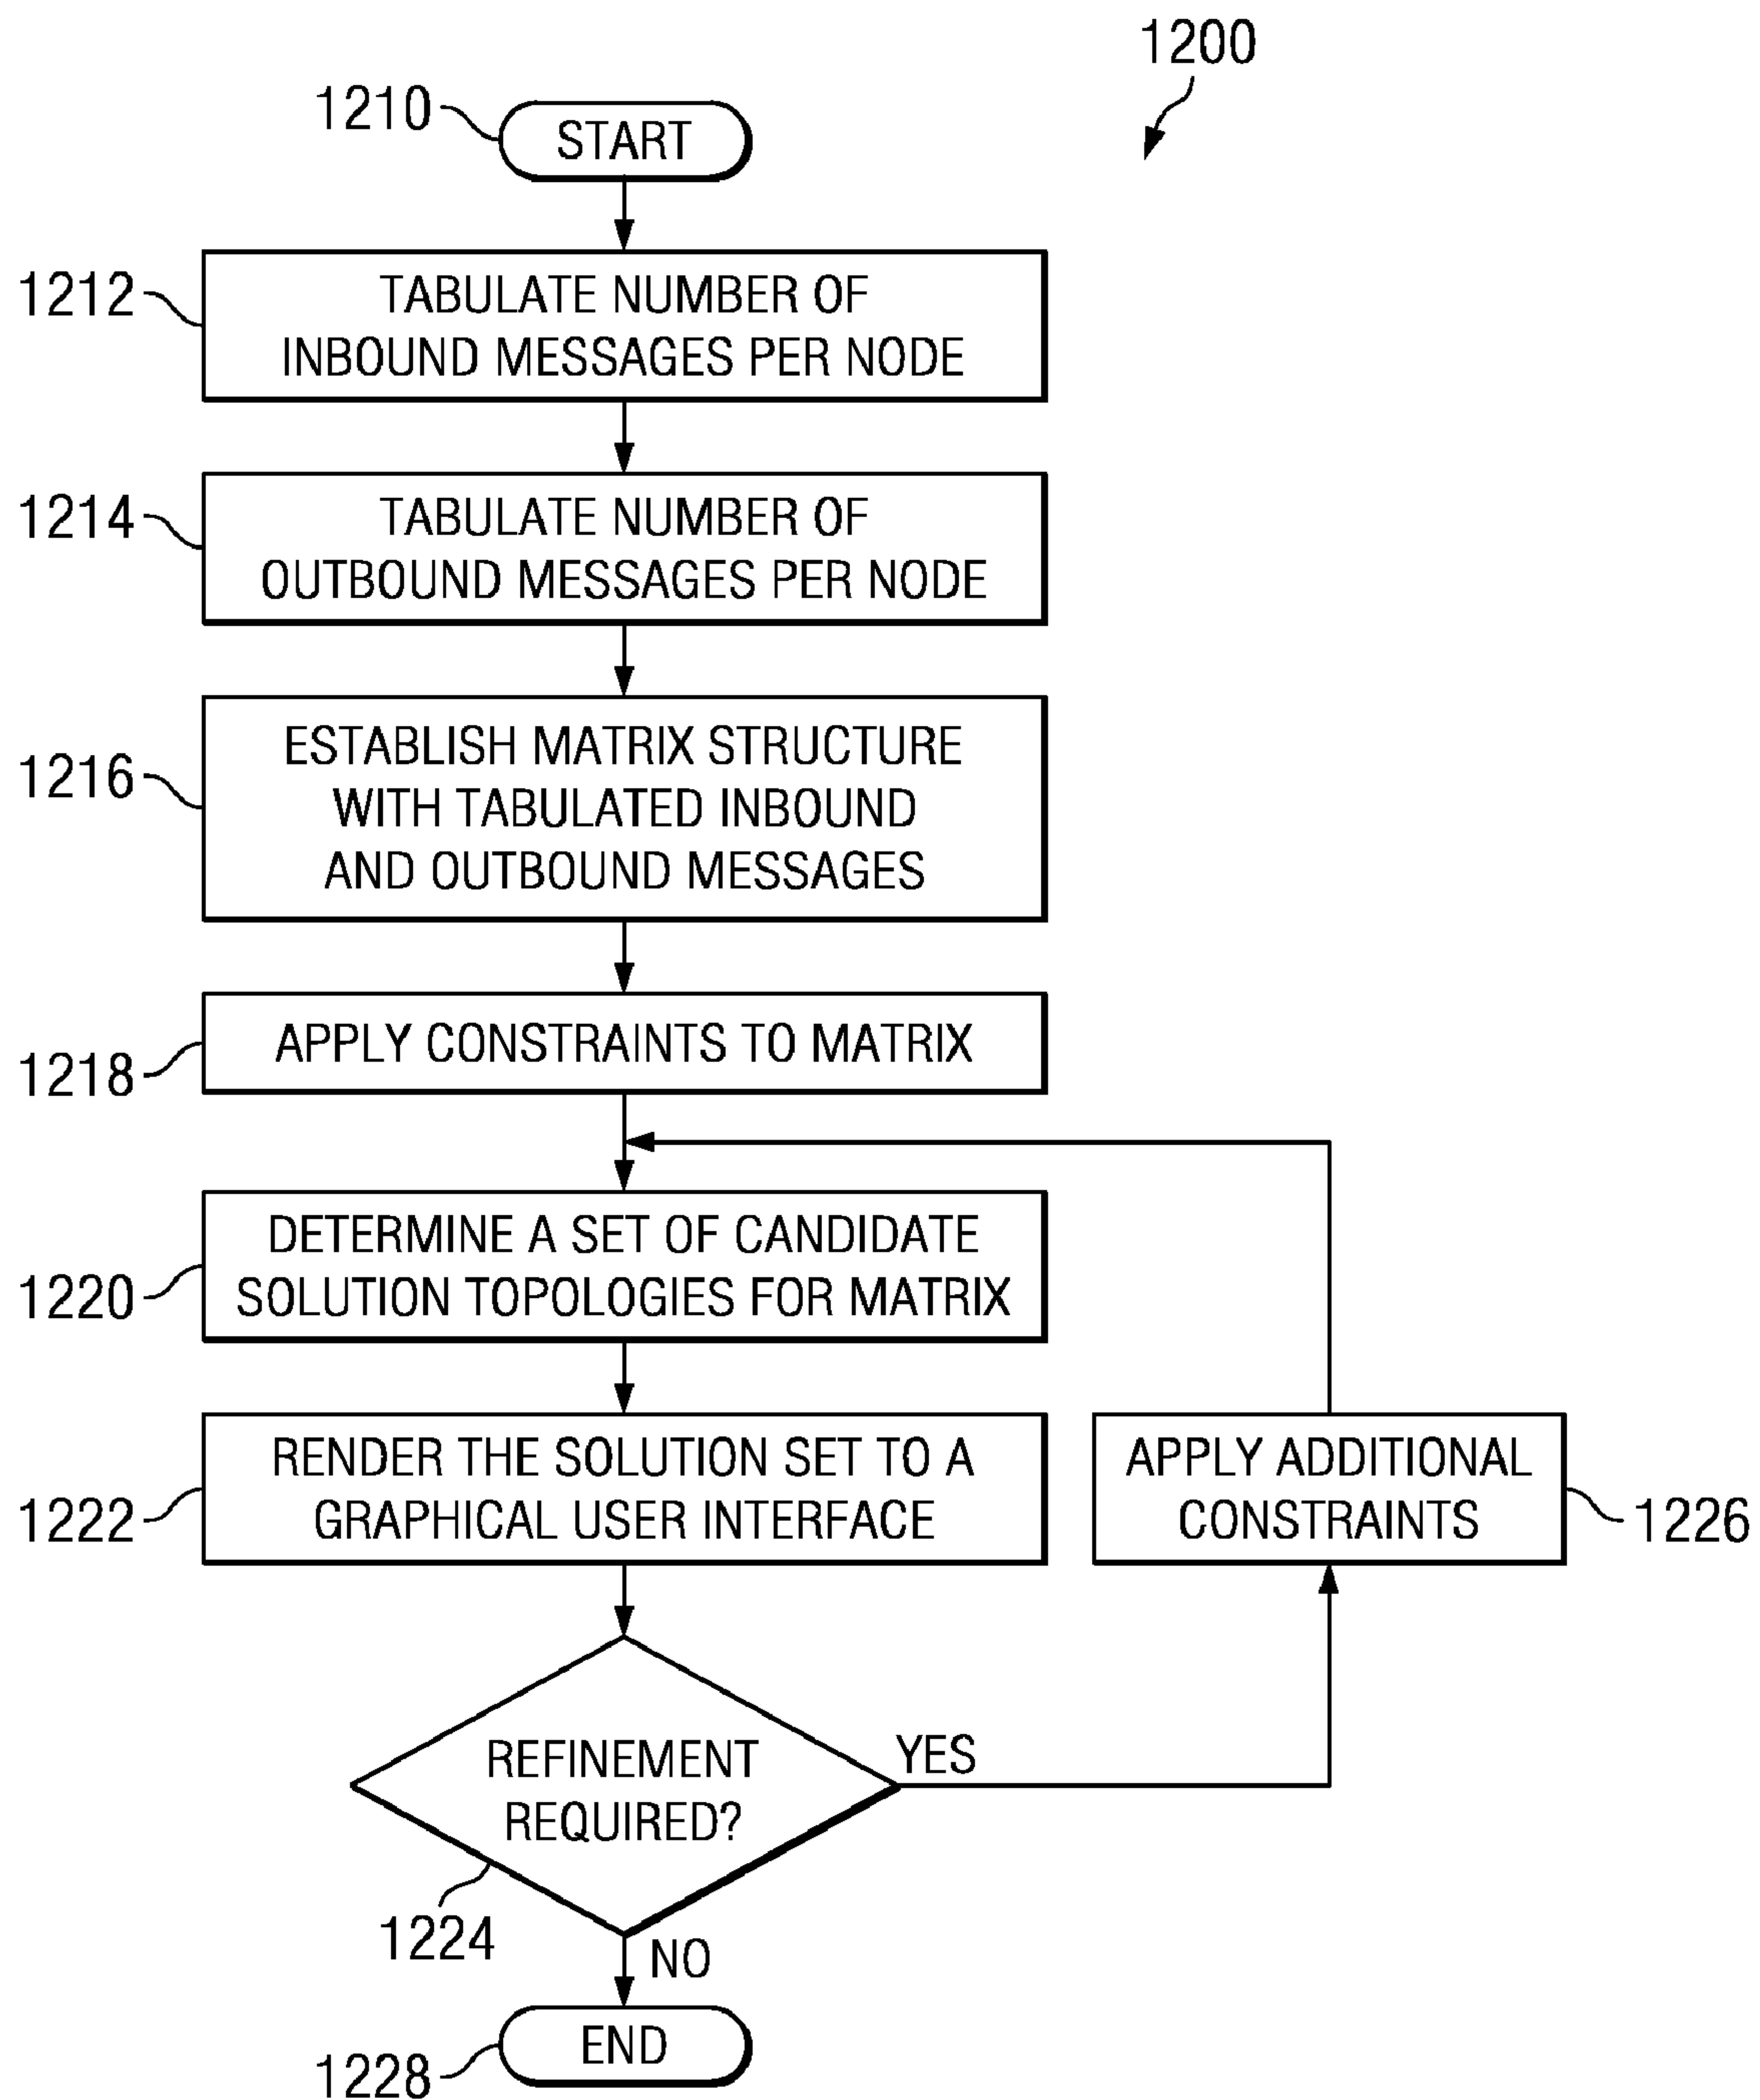 1200
1210
START
1212
TABULATE NUMBER OF
INBOUND MESSAGES PER NODE
1214
TABULATE NUMBER OF
OUTBOUND MESSAGES PER NODE
1216
ESTABLISH MATRIX STRUCTURE
WITH TABULATED INBOUND
AND OUTBOUND MESSAGES
1218
APPLY CONSTRAINTS TO MATRIX
1220
DETERMINE A SET OF CANDIDATE
SOLUTION TOPOLOGIES FOR MATRIX
1222
RENDER THE SOLUTION SET TO A
GRAPHICAL USER INTERFACE
APPLY ADDITIONAL
CONSTRAINTS
1226
REFINEMENT
REQUIRED?
YES
1224
NO
END
1228